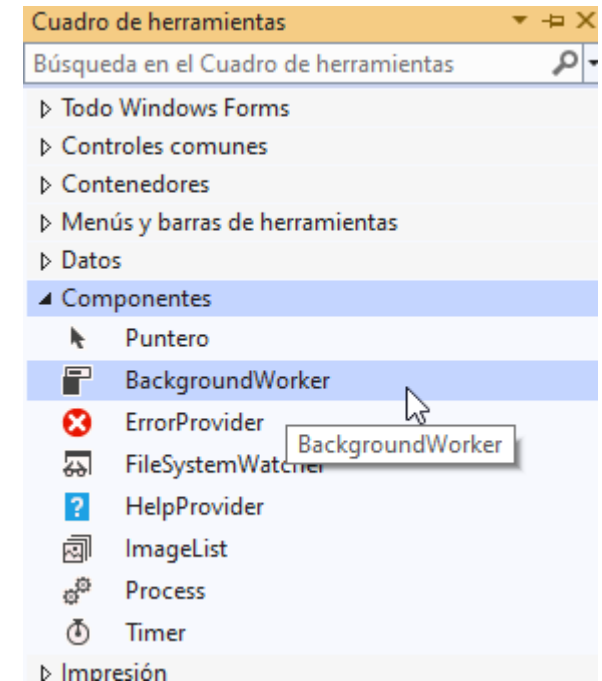 Cuadro de herramientas
Búsqueda en el Cuadro de herramientas
Todo Windows Forms
Controles comunes
Contenedores
Menús y barras de herramientas
Datos
Componentes
Puntero
BackgroundWorker
ErrorProvider
BackgroundWorker
FileSystemWatcher
HelpProvider
ImageList
Process
Timer
Impresión